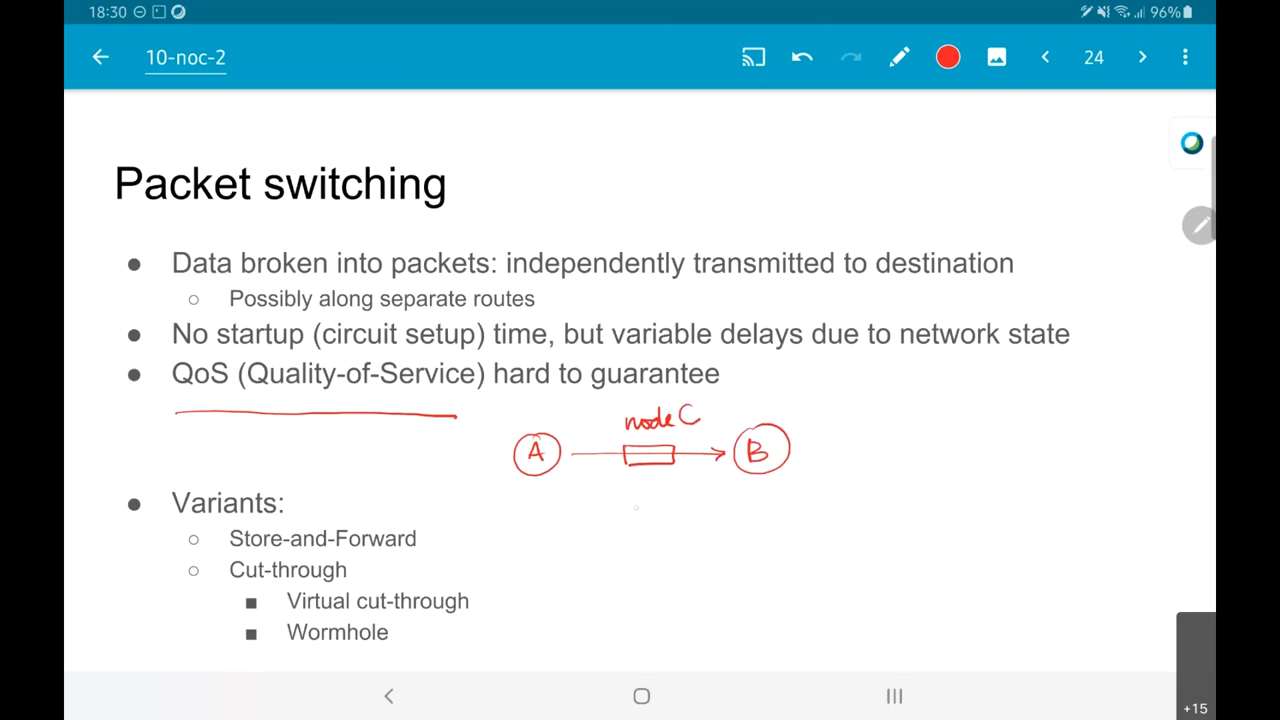 18:30
96%
10-noc-2
24
Packet switching
● Data broken into packets: independently transmitted to destination
○ Possibly along separate routes
● No startup (circuit setup) time, but variable delays due to network state
● QoS (Quality-of-Service) hard to guarantee
node C
A B
● Variants:
○ Store-and-Forward
○ Cut-through
■ Virtual cut-through
■ Wormhole
+15